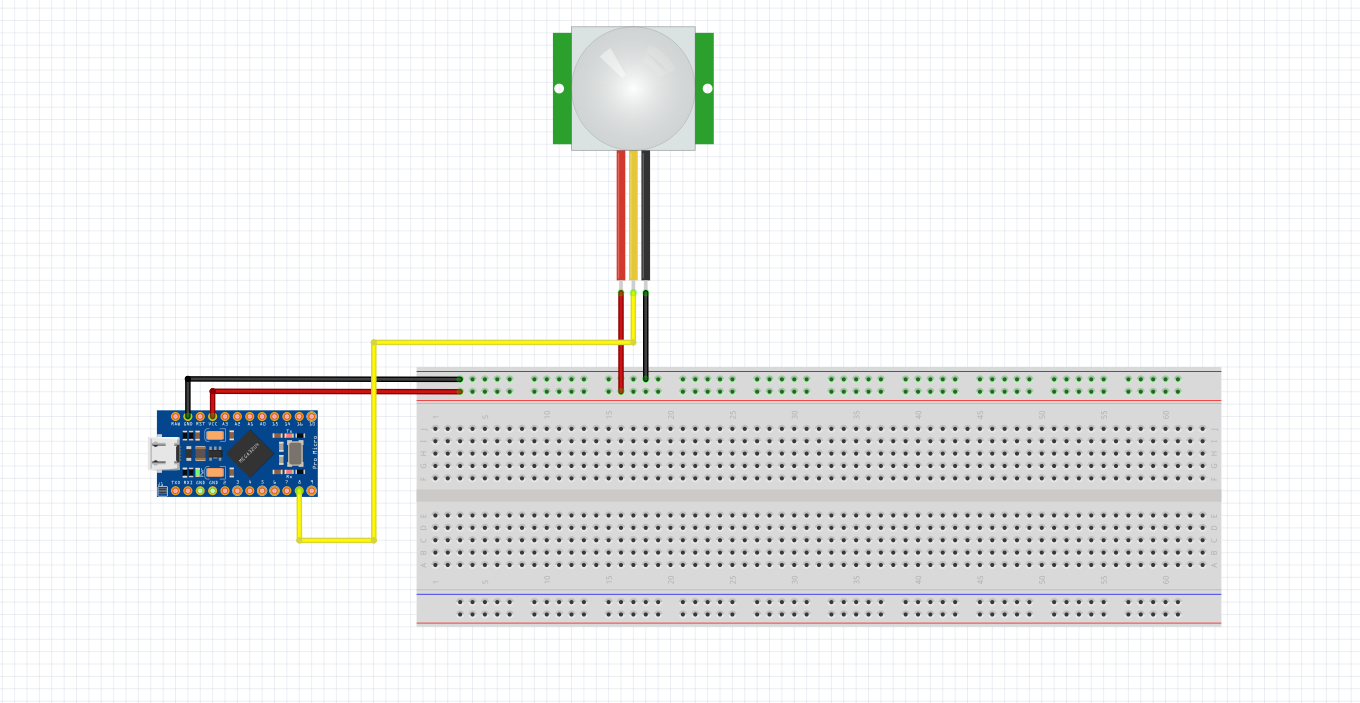 RAW GND RST VCC A3 A2 A1 A0 15 14 16 10
Pro Micro
TX0 RXI GND GND 2 3 4 5 6 7 8 9
1 5 10 15 20 25 30 35 40 45 50 55 60
J J
I I
H H
G G
F F
E E
D D
C C
B B
A A
1 5 10 15 20 25 30 35 40 45 50 55 60